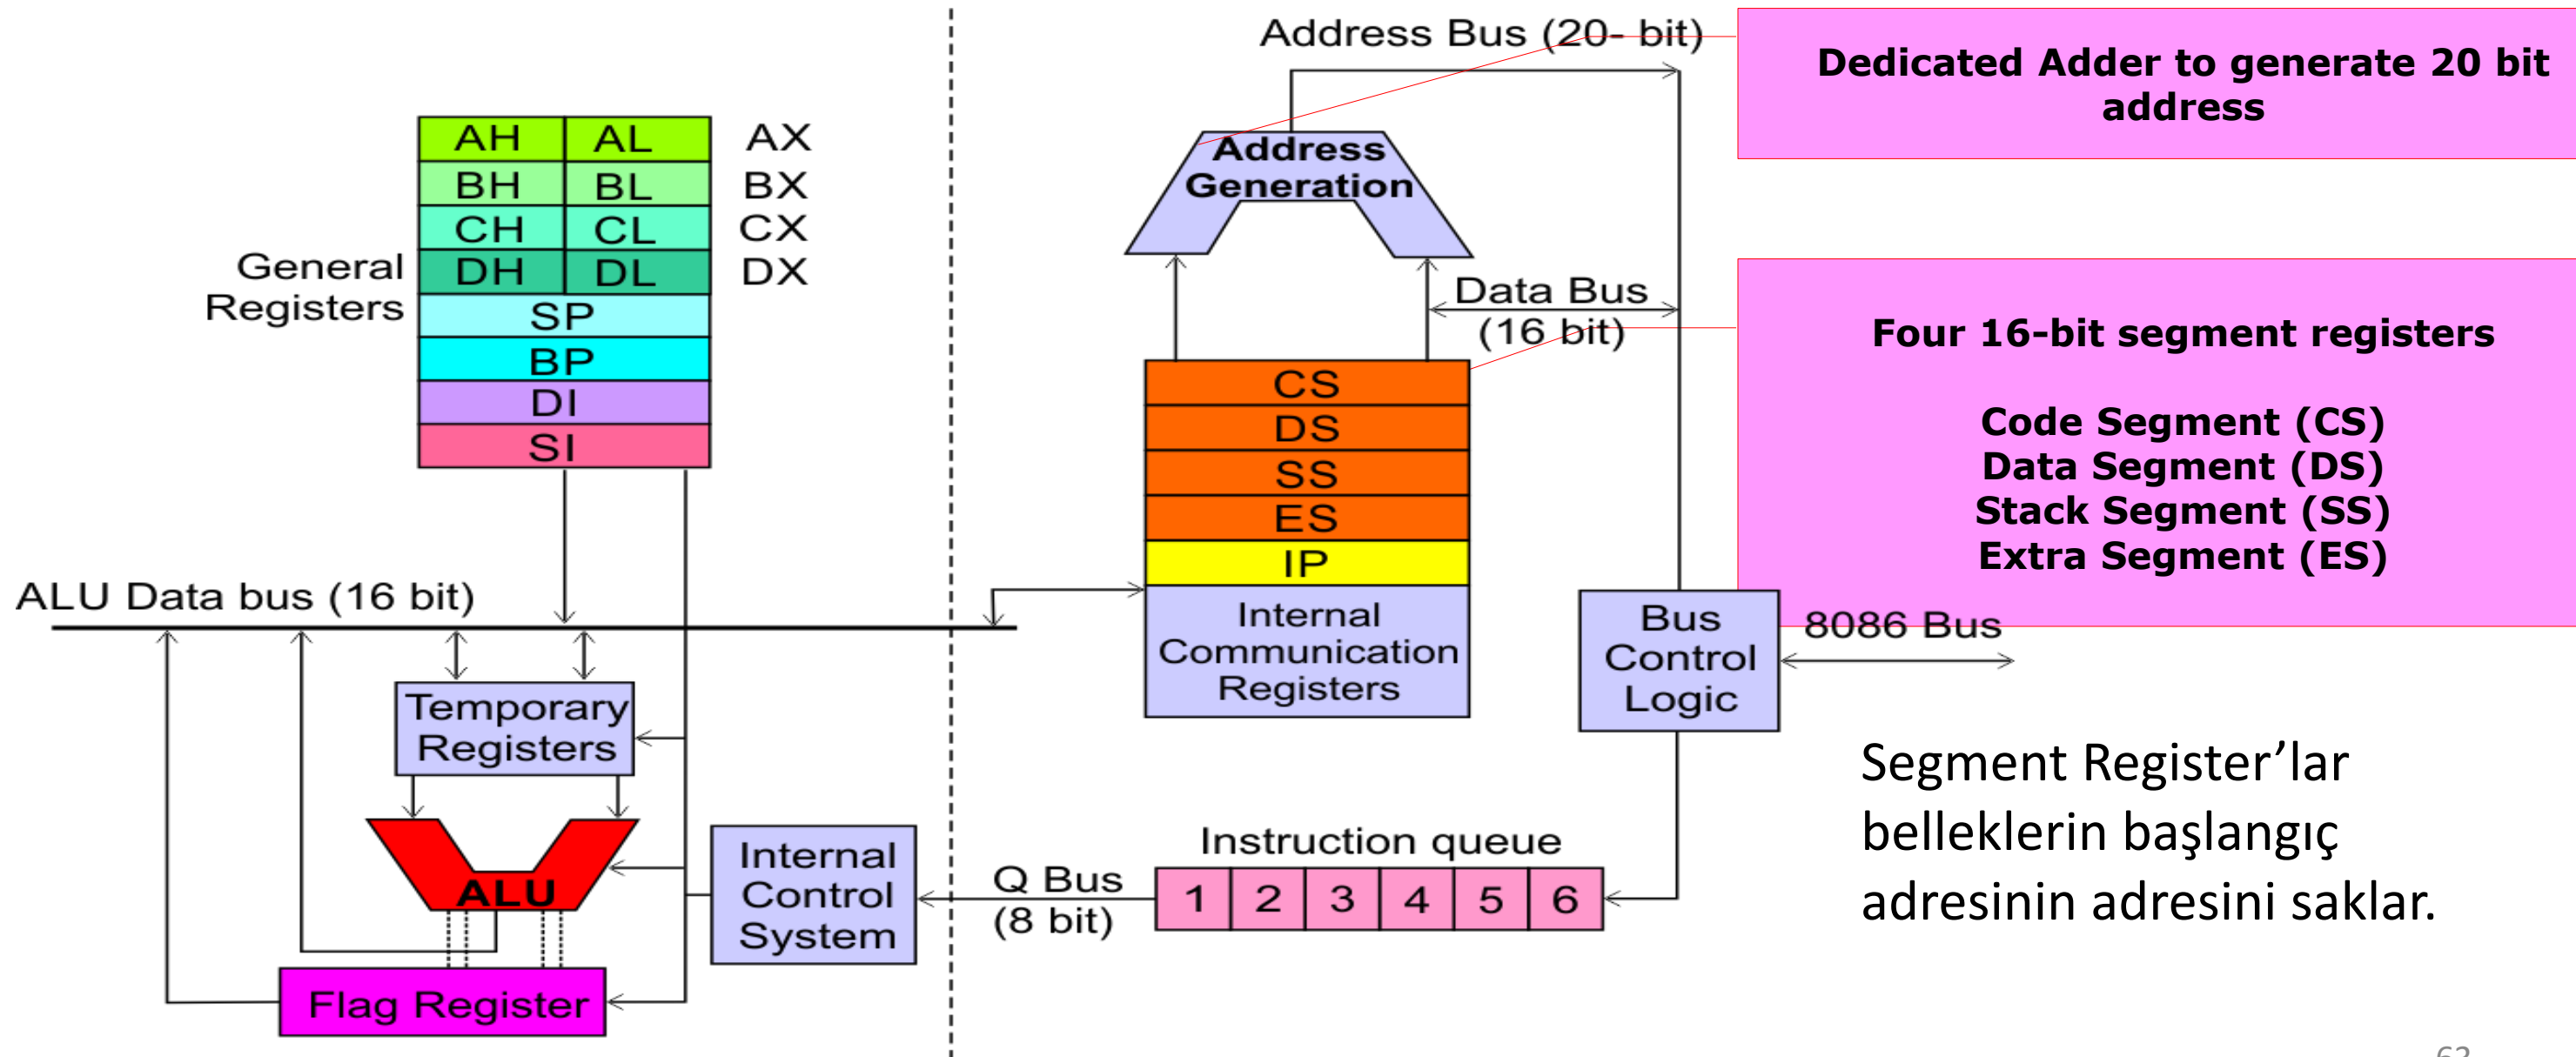 Address Bus (20- bit)
Dedicated Adder to generate 20 bit
address
AH AL AX
BH BL BX
CH CL CX
DH DL DX
General
Registers
SP
BP
DI
SI
Address
Generation
Data Bus
(16 bit)
Four 16-bit segment registers
Code Segment (CS)
Data Segment (DS)
Stack Segment (SS)
Extra Segment (ES)
CS
DS
SS
ES
IP
Internal
Communication
Registers
ALU Data bus (16 bit)
Bus
Control
Logic
8086 Bus
Temporary
Registers
ALU
Flag Register
Internal
Control
System
Q Bus
(8 bit)
Instruction queue
1 2 3 4 5 6
Segment Register’lar
belleklerin başlangıç
adresinin adresini saklar.